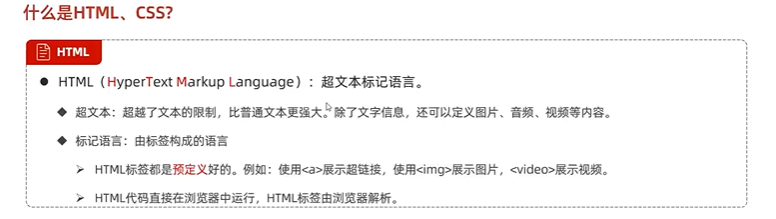 什么是HTML、CSS?
HTML
HTML（HyperText Markup Language）：超文本标记语言。
超文本：超越了文本的限制，比普通文本更强大。除了文字信息，还可以定义图片、音频、视频等内容。
标记语言：由标签构成的语言
HTML标签都是预定义好的。例如：使用<a>展示超链接，使用<img>展示图片，<video>展示视频。
HTML代码直接在浏览器中运行，HTML标签由浏览器解析。